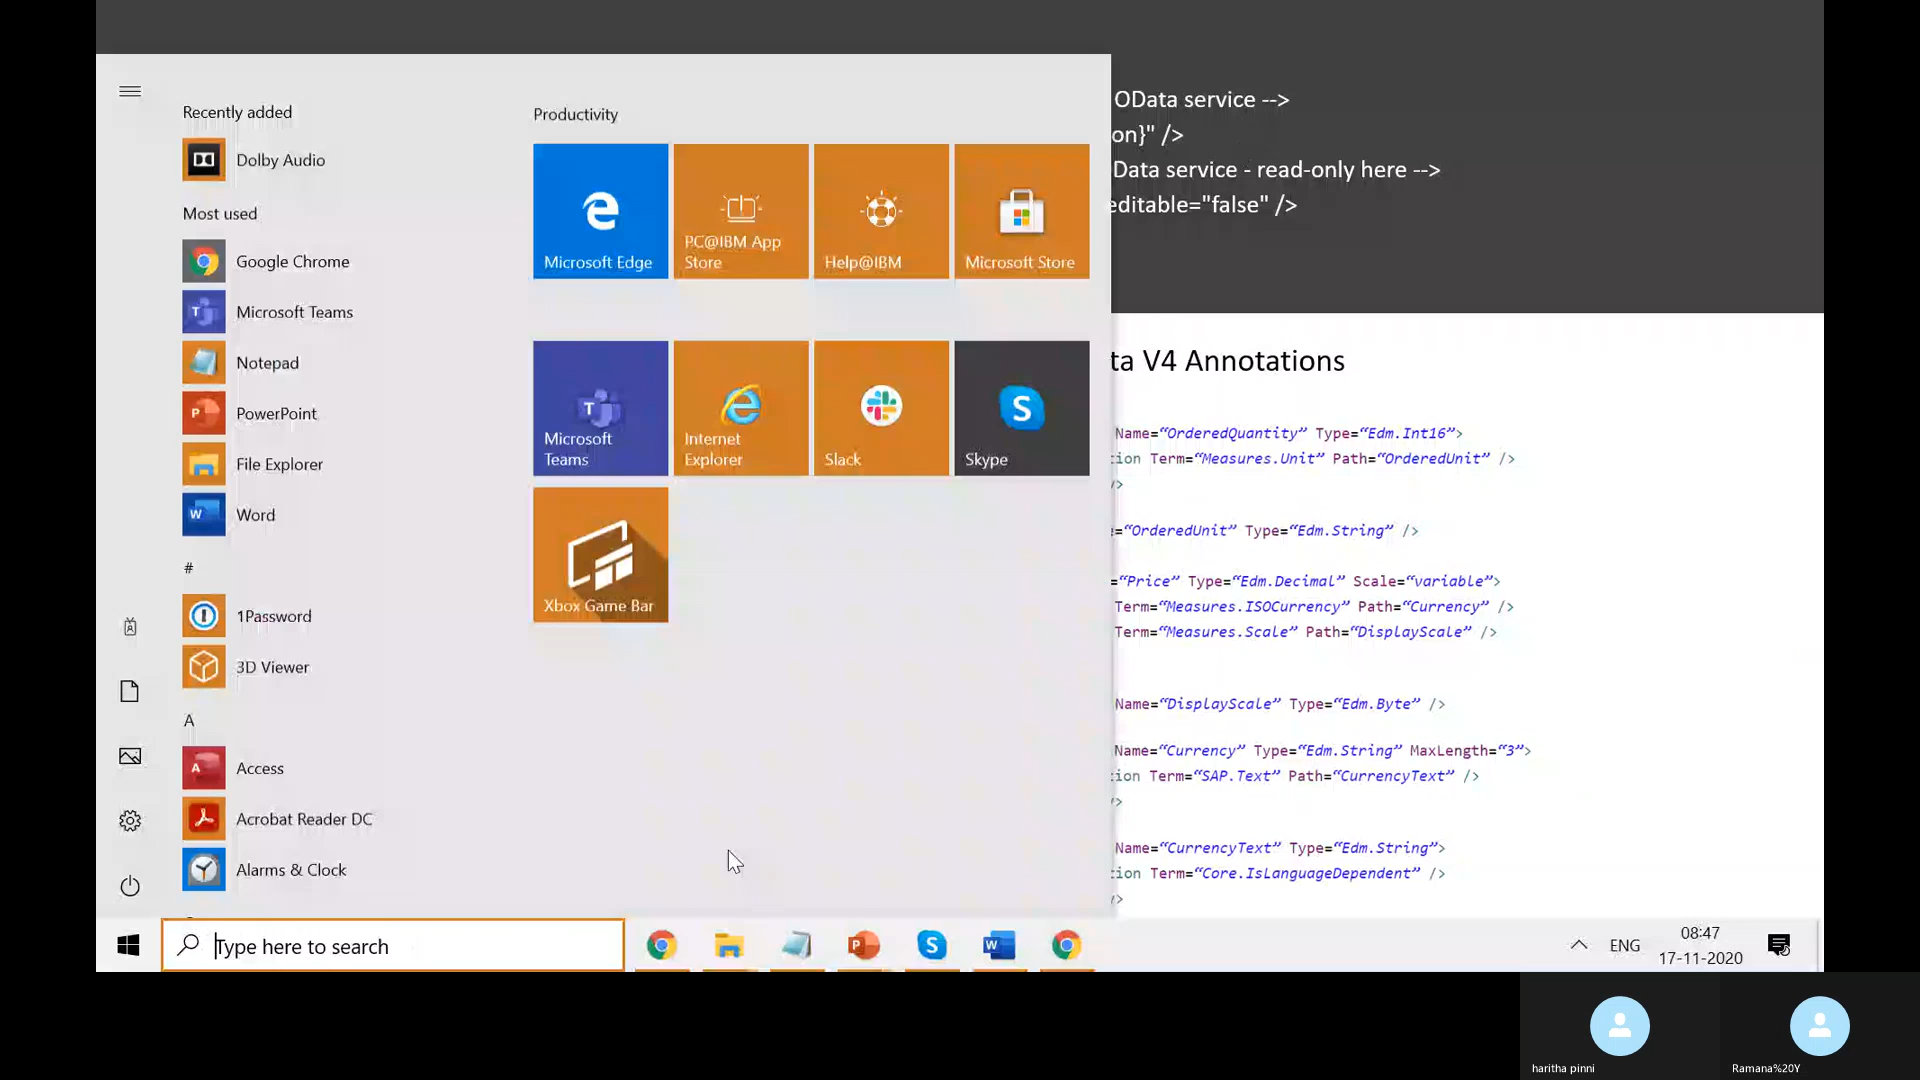 Recently added
Dolby Audio
Most used
Google Chrome
Microsoft Teams
Notepad
PowerPoint
File Explorer
Word
#
1Password
3D Viewer
A
Access
Acrobat Reader DC
Alarms & Clock
Productivity
Microsoft Edge
PC@IBM App
Store
Help@IBM
Microsoft Store
Microsoft
Teams
Internet
Explorer
Slack
Skype
Xbox Game Bar
OData service -->
on}" />
Data service - read-only here -->
editable="false" />
ta V4 Annotations
Name=“OrderedQuantity” Type=“Edm.Int16”>
ion Term=“Measures.Unit” Path=“OrderedUnit” />
/>
=“OrderedUnit” Type=“Edm.String” />
=“Price” Type=“Edm.Decimal” Scale=“variable”>
Term=“Measures.ISOCurrency” Path=“Currency” />
Term=“Measures.Scale” Path=“DisplayScale” />
Name=“DisplayScale” Type=“Edm.Byte” />
Name=“Currency” Type=“Edm.String” MaxLength=“3”>
ion Term=“SAP.Text” Path=“CurrencyText” />
/>
Name=“CurrencyText” Type=“Edm.String”>
ion Term=“Core.IsLanguageDependent” />
/>
Type here to search
ENG
08:47
17-11-2020
haritha pinni
Ramana%20Y